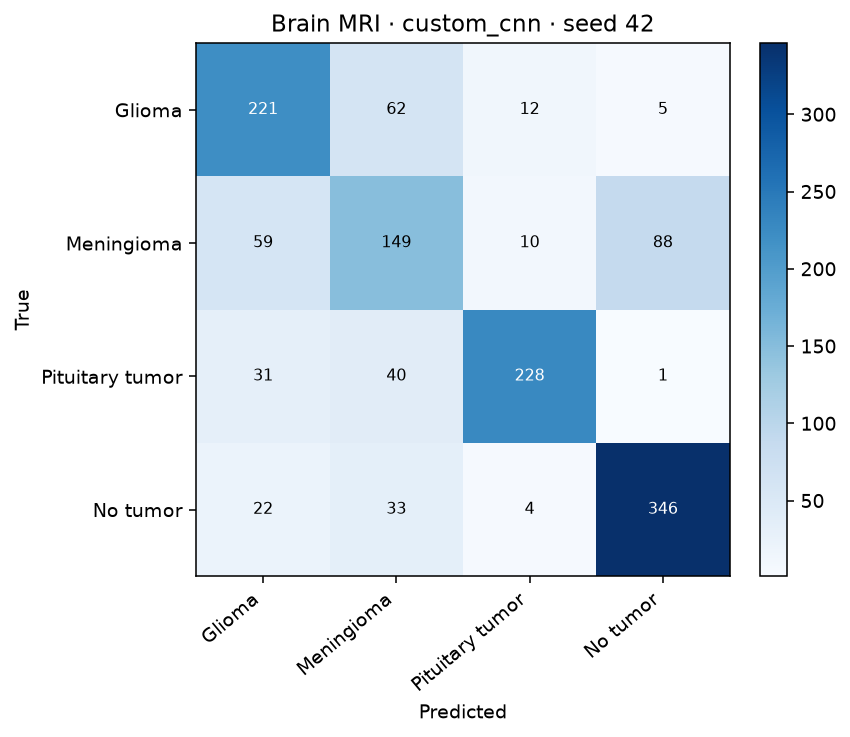 Brain MRI · custom_cnn · seed 42
True
Glioma 221 62 12 5
Meningioma 59 149 10 88
Pituitary tumor 31 40 228 1
No tumor 22 33 4 346
Glioma Meningioma Pituitary tumor No tumor
Predicted
300
250
200
150
100
50